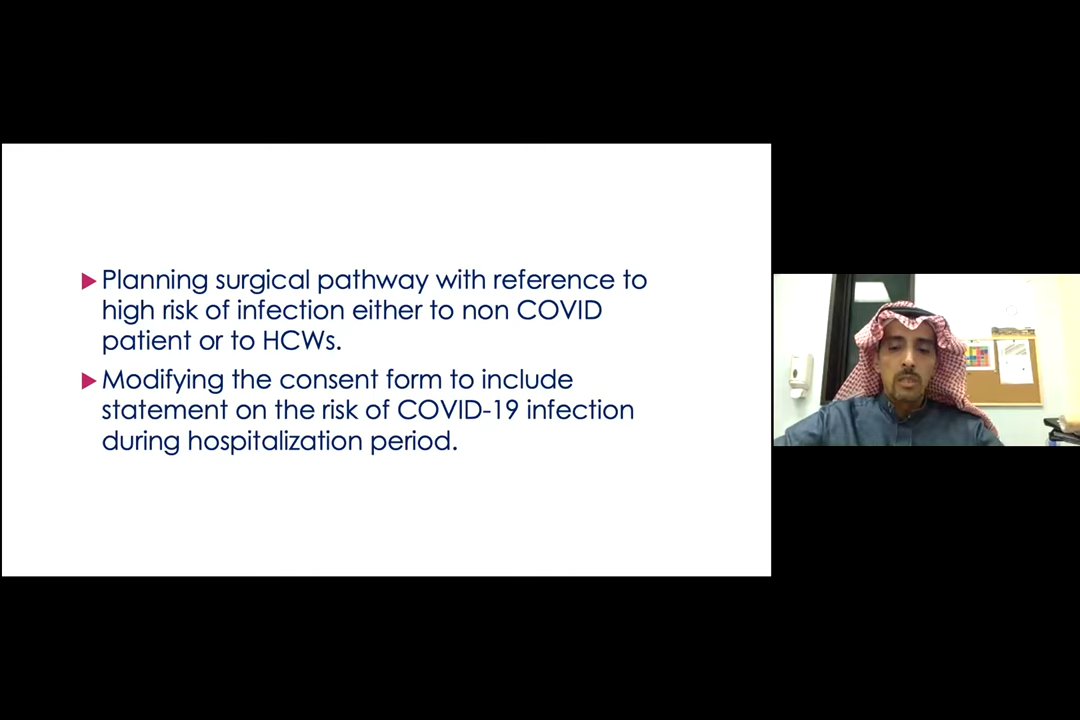 Planning surgical pathway with reference to
high risk of infection either to non COVID
patient or to HCWs.
Modifying the consent form to include
statement on the risk of COVID-19 infection
during hospitalization period.